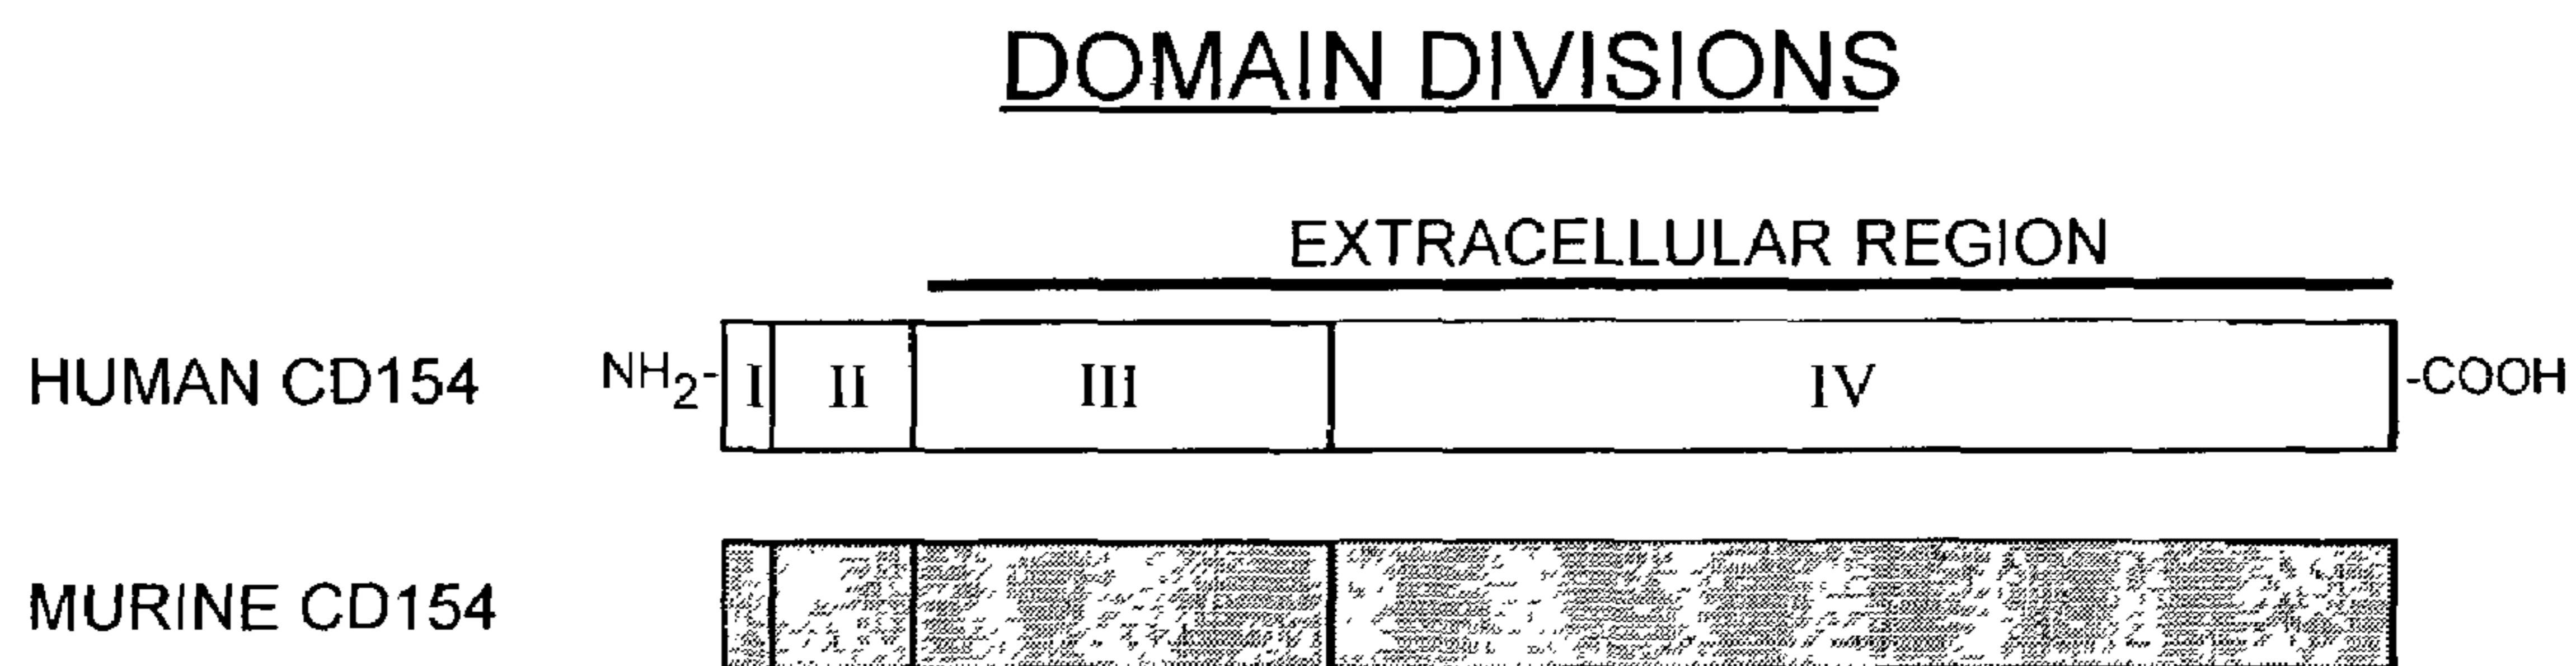 DOMAIN DIVISIONS
EXTRACELLULAR REGION
HUMAN CD154 NH2- I II III IV -COOH
MURINE CD154